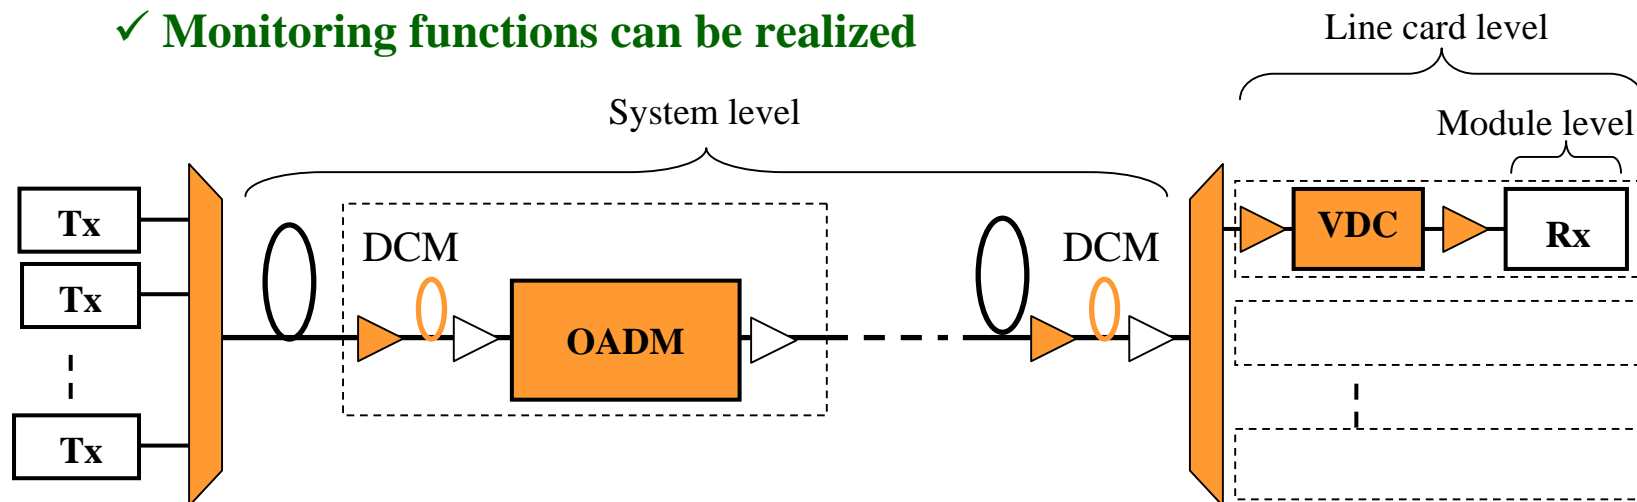 ✓ Monitoring functions can be realized
Line card level
System level
Module level
Tx
DCM
DCM
VDC
Rx
Tx
OADM
Tx